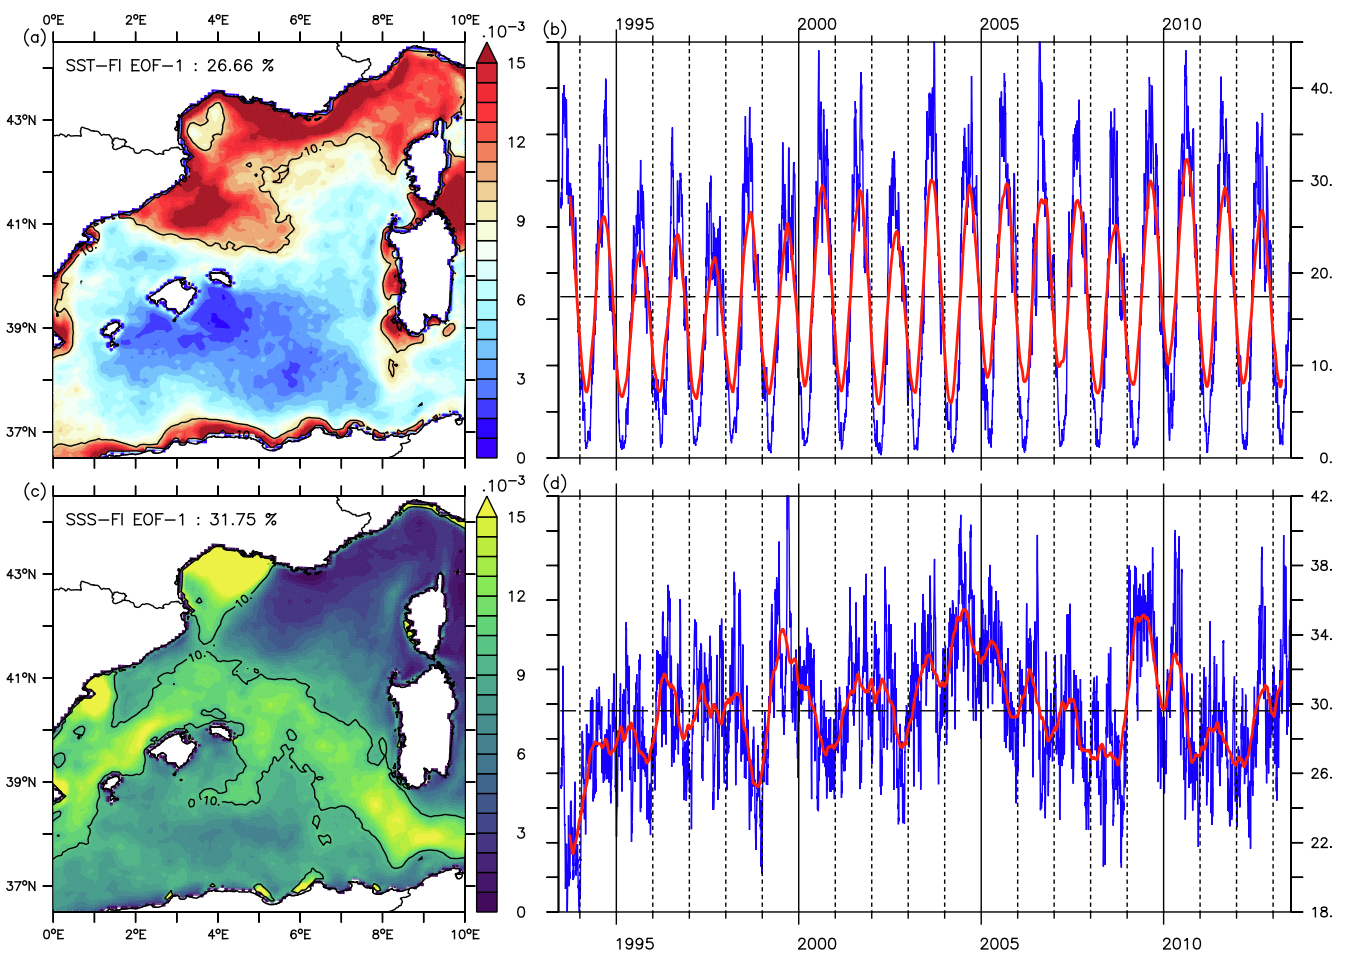 0°E 2°E 4°E 6°E 8°E 10°E
(a)
SST-FI EOF-1 : 26.66 %
43°N
41°N
39°N
37°N
10.
10.
.10⁻³
15
12
9
6
3
0
(b)
1995 2000 2005 2010
40.
30.
20.
10.
0.
(c)
SSS-FI EOF-1 : 31.75 %
43°N
41°N
39°N
37°N
10.
10.
0 10.
0°E 2°E 4°E 6°E 8°E 10°E
.10⁻³
15
12
9
6
3
0
(d)
42.
38.
34.
30.
26.
22.
18.
1995 2000 2005 2010